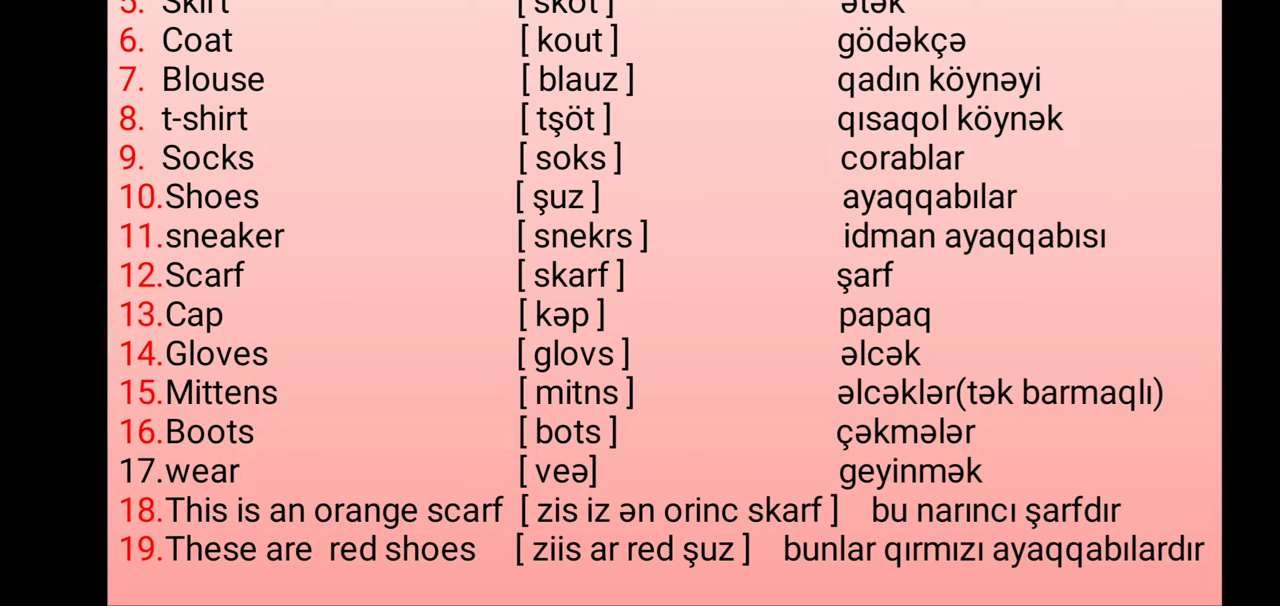 5. Skirt [ sköt ] ətək
6. Coat [ kout ] gödəkçə
7. Blouse [ blauz ] qadın köynəyi
8. t-shirt [ tşöt ] qısaqol köynək
9. Socks [ soks ] corablar
10.Shoes [ şuz ] ayaqqabılar
11.sneaker [ snekrs ] idman ayaqqabısı
12.Scarf [ skarf ] şarf
13.Cap [ kəp ] papaq
14.Gloves [ glovs ] əlcək
15.Mittens [ mitns ] əlcəklər(tək barmaqlı)
16.Boots [ bots ] çəkmələr
17.wear [ veə] geyinmək
18.This is an orange scarf [ zis iz ən orinc skarf ] bu narıncı şarfdır
19.These are red shoes [ ziis ar red şuz ] bunlar qırmızı ayaqqabılardır